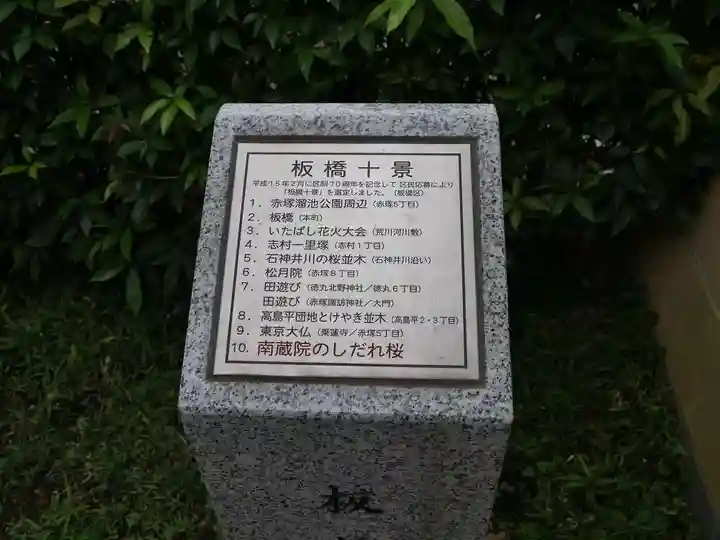 板橋十景
平成15年2月に区制70周年を記念して区民応募により
「板橋十景」を選定しました。(板橋区)
1. 赤塚溜池公園周辺(赤塚5丁目)
2. 板橋(本町)
3. いたばし花火大会(荒川河川敷)
4. 志村一里塚(志村1丁目)
5. 石神井川の桜並木(石神井川沿い)
6. 松月院(赤塚8丁目)
7. 田遊び(徳丸北野神社/徳丸6丁目)
田遊び(赤塚諏訪神社/大門)
8. 高島平団地とけやき並木(高島平2・3丁目)
9. 東京大仏(乗蓮寺/赤塚5丁目)
10. 南蔵院のしだれ桜
板